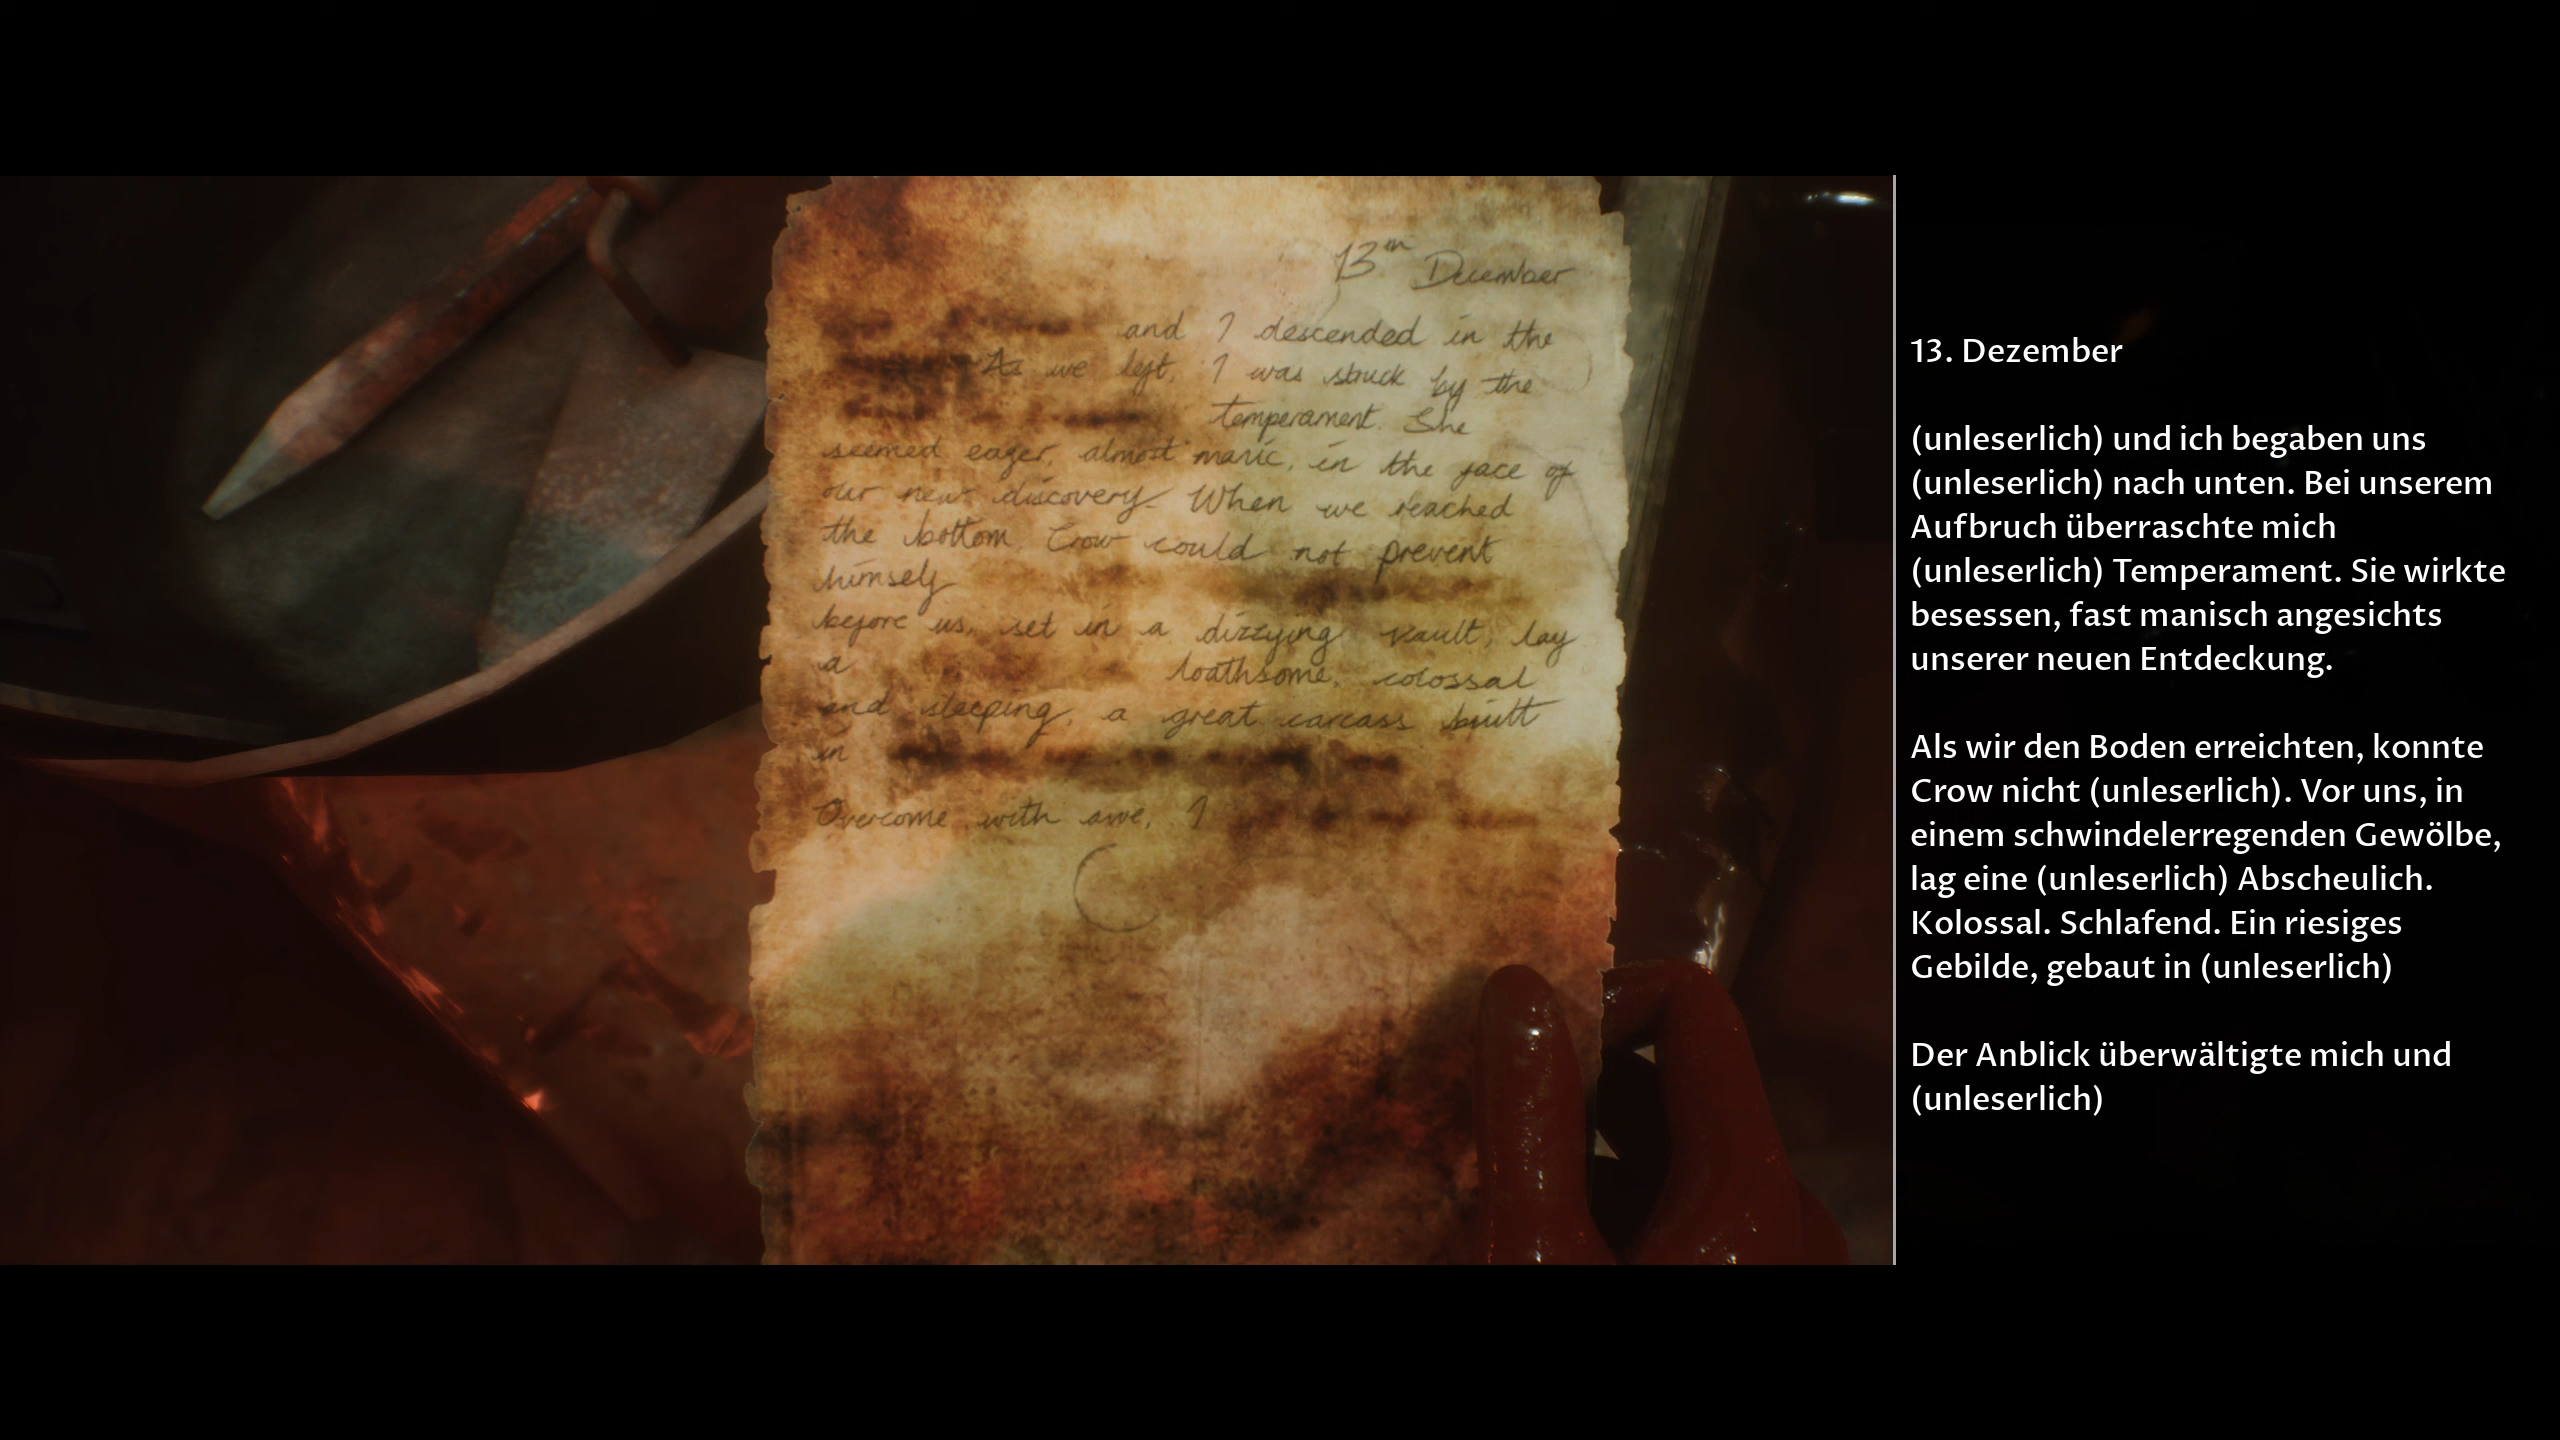 13th December
and I descended in the
As we left, I was struck by the
temperament. She
seemed eager, almost manic, in the face of
our new discovery. When we reached
the bottom, Crow could not prevent
himself
before us, set in a dizzying vault, lay
a loathsome, colossal
and sleeping, a great carcass built
in
Overcome with awe, I
13. Dezember
(unleserlich) und ich begaben uns
(unleserlich) nach unten. Bei unserem
Aufbruch überraschte mich
(unleserlich) Temperament. Sie wirkte
besessen, fast manisch angesichts
unserer neuen Entdeckung.
Als wir den Boden erreichten, konnte
Crow nicht (unleserlich). Vor uns, in
einem schwindelerregenden Gewölbe,
lag eine (unleserlich) Abscheulich.
Kolossal. Schlafend. Ein riesiges
Gebilde, gebaut in (unleserlich)
Der Anblick überwältigte mich und
(unleserlich)